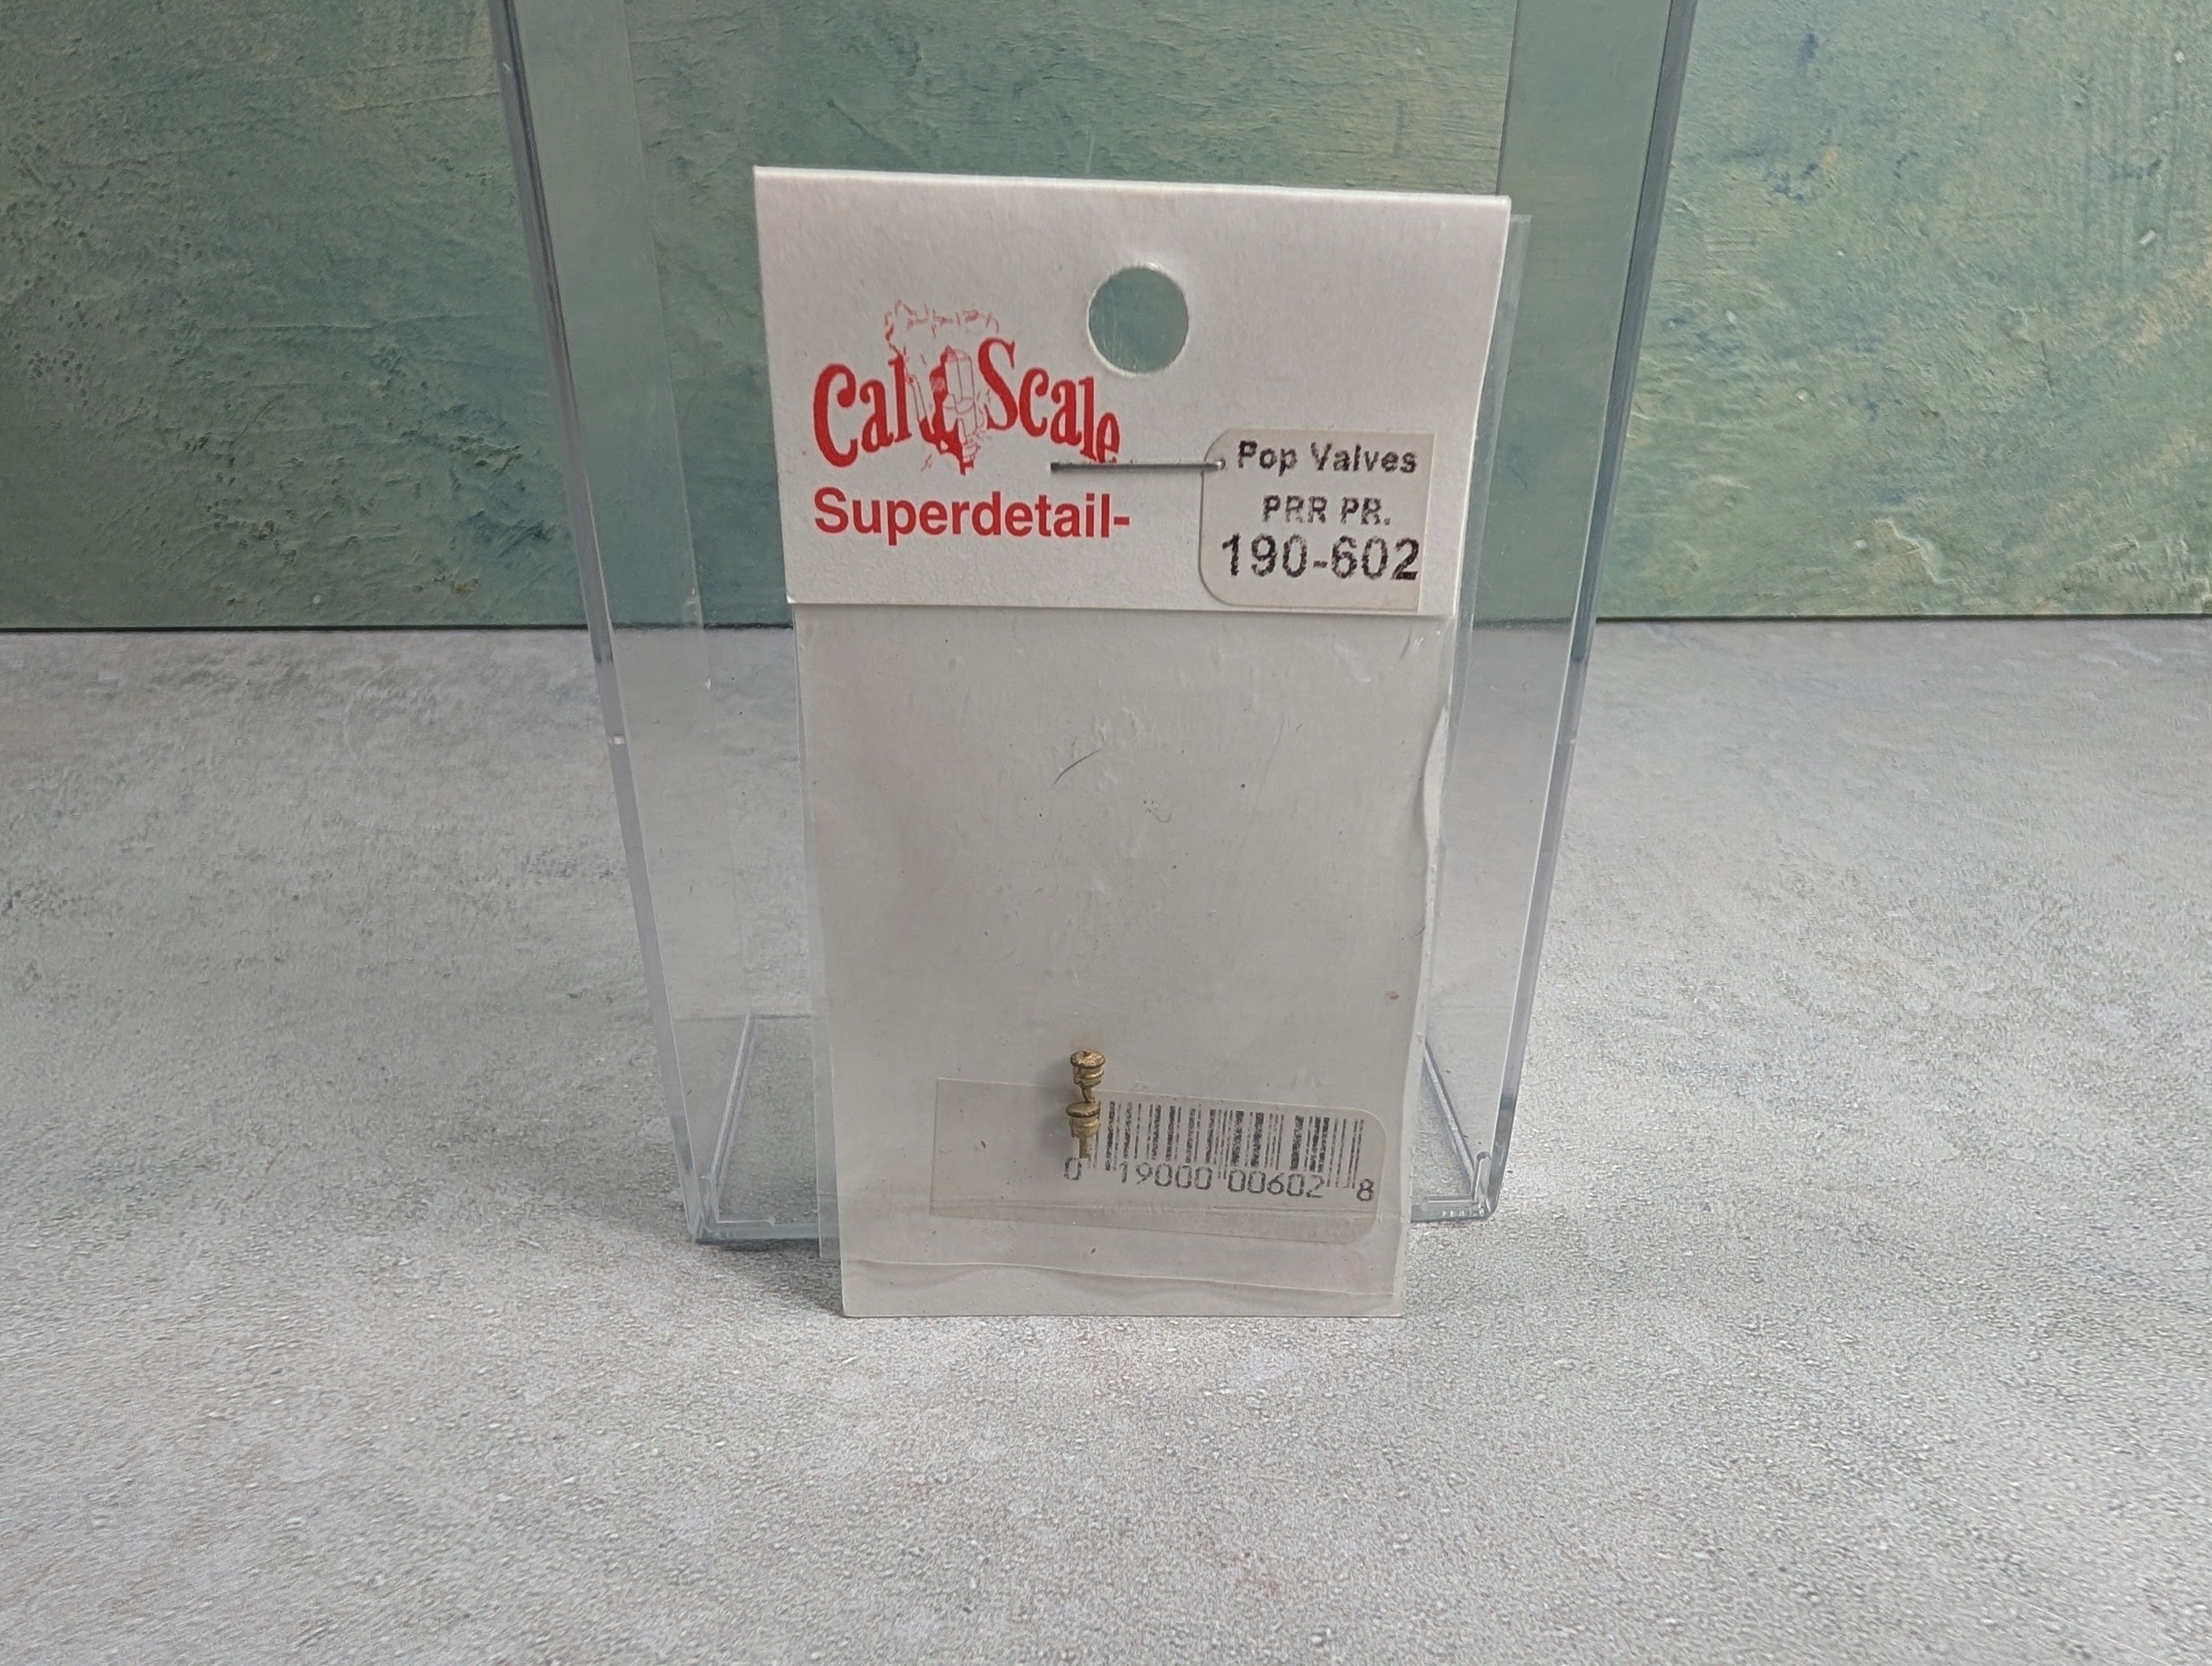 Cal Scale
Superdetail-
Pop Valves
PRR PR.
190-602
0 19000 00602 8